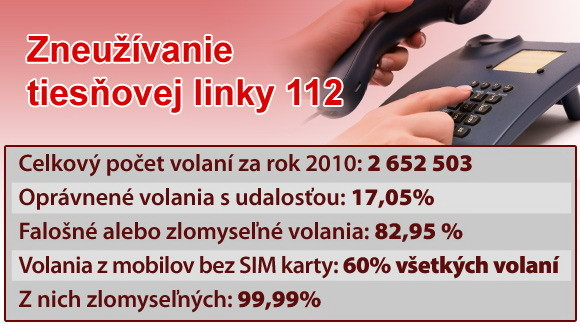 Zneužívanie
tiesňovej linky 112
Celkový počet volaní za rok 2010: 2 652 503
Oprávnené volania s udalosťou: 17,05%
Falošné alebo zlomyseľné volania: 82,95 %
Volania z mobilov bez SIM karty: 60% všetkých volaní
Z nich zlomyseľných: 99,99%